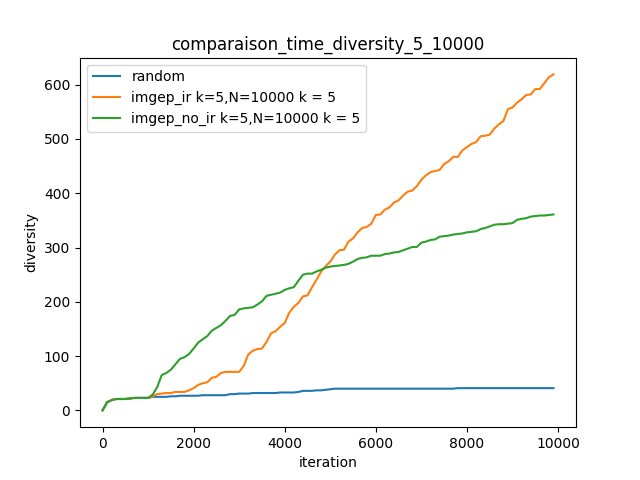 comparaison_time_diversity_5_10000
random
imgep_ir k=5,N=10000 k = 5
imgep_no_ir k=5,N=10000 k = 5
600
500
400
300
200
100
0
diversity
0 2000 4000 6000 8000 10000
iteration